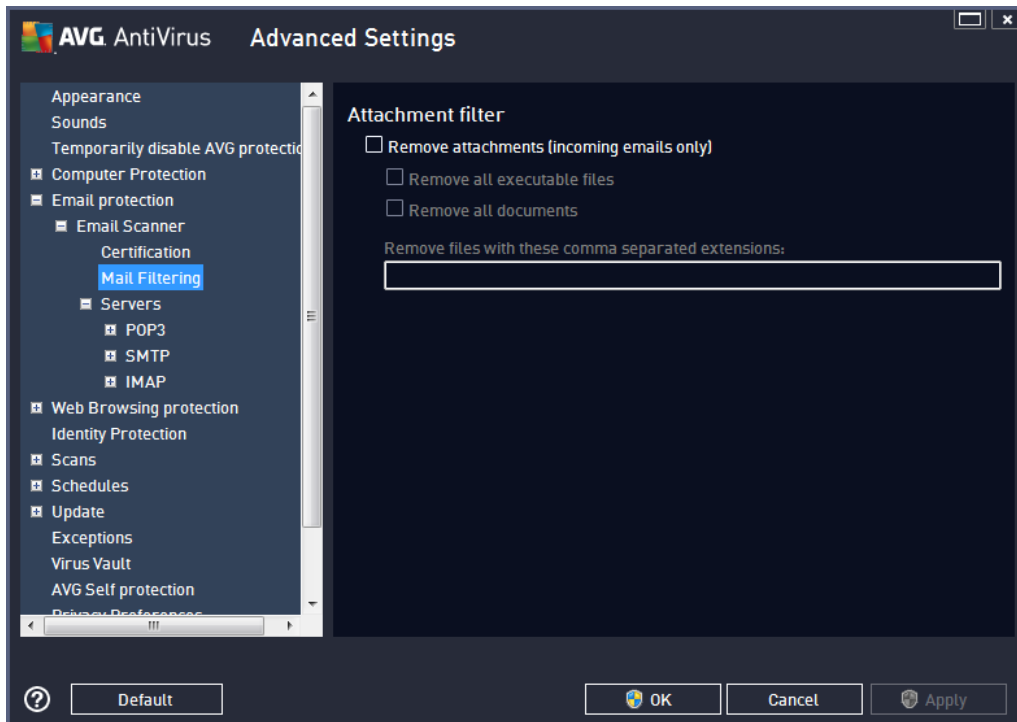 AVG. AntiVirus Advanced Settings
Appearance
Sounds
Temporarily disable AVG protectio
Computer Protection
Email protection
Email Scanner
Certification
Mail Filtering
Servers
POP3
SMTP
IMAP
Web Browsing protection
Identity Protection
Scans
Schedules
Update
Exceptions
Virus Vault
AVG Self protection
Privacy Preferences
Attachment filter
Remove attachments (incoming emails only)
Remove all executable files
Remove all documents
Remove files with these comma separated extensions:
? Default OK Cancel Apply